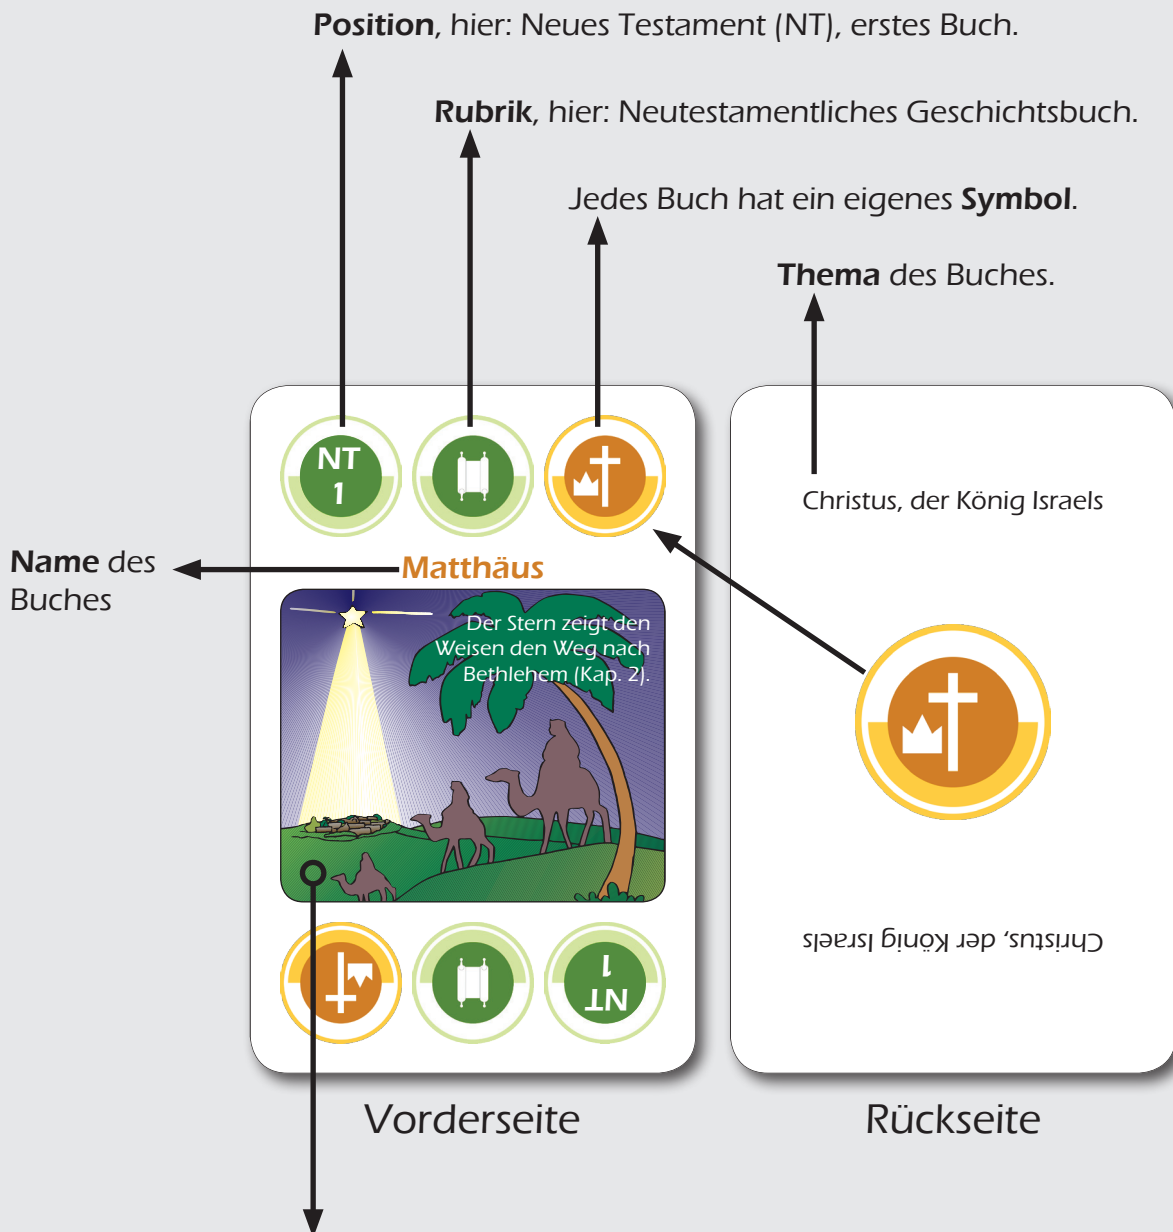 Position, hier: Neues Testament (NT), erstes Buch.
Rubrik, hier: Neutestamentliches Geschichtsbuch.
Jedes Buch hat ein eigenes Symbol.
Thema des Buches.
NT
1
Christus, der König Israels
Name des
Buches
Matthäus
Der Stern zeigt den
Weisen den Weg nach
Bethlehem (Kap. 2).
Christus, der König Israels
NT
1
Vorderseite
Rückseite